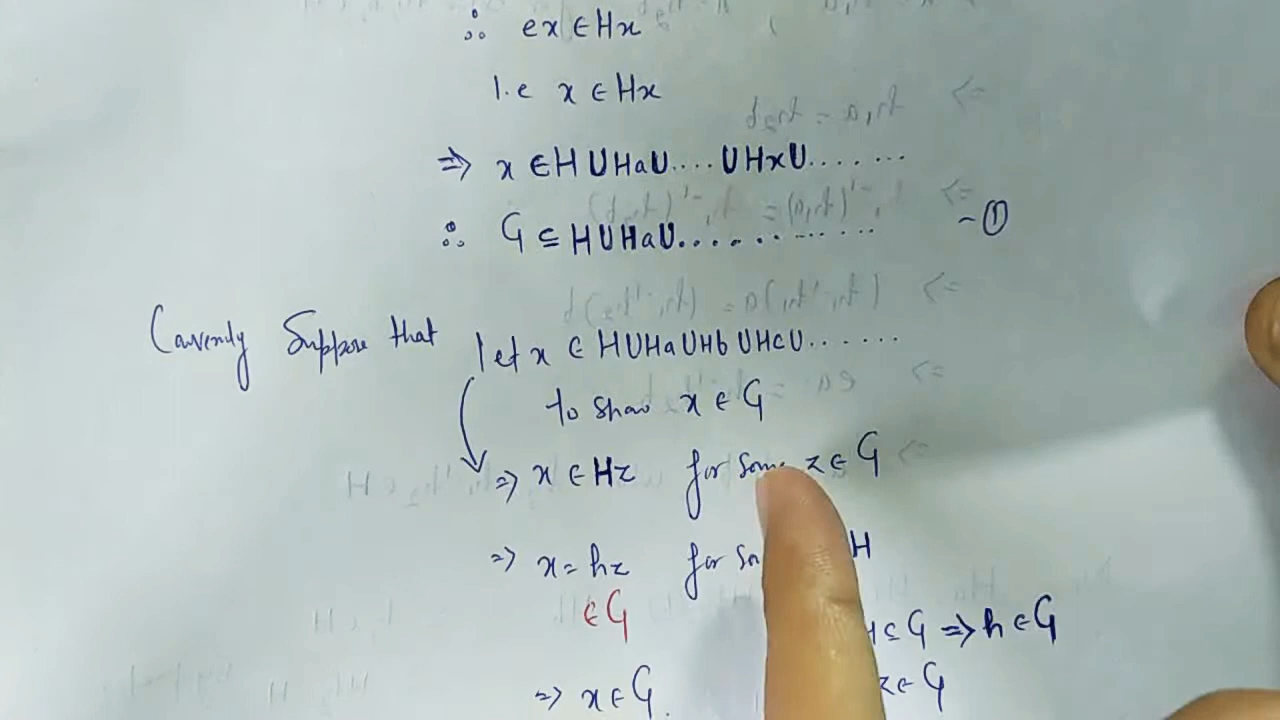 ∴ ex ∈ Hx
I.e x ∈ Hx
⇒ x ∈ H U Ha U .... U Hx U .......
∴ G ⊆ H U Ha U ............ - ①
Suppose that let x ∈ H U Ha U Hb U Hc U .......
to show x ∈ G
⇒ x ∈ Hz for some z ∈ G
⇒ x = hz for H
∈ G
⊆ G ⇒ h ∈ G
⇒ x ∈ G. z ∈ G